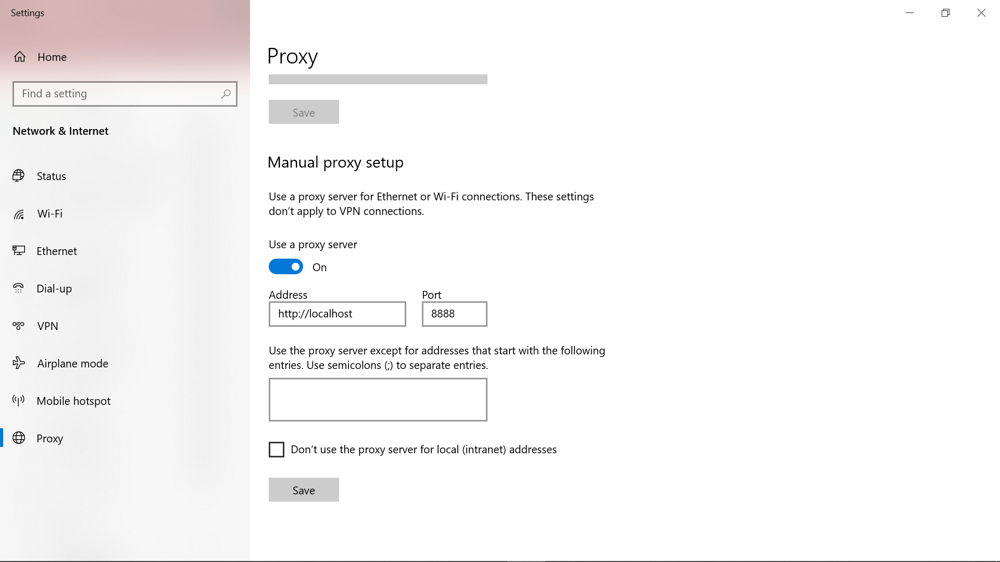 Settings
Home
Find a setting
Network & Internet
Status
Wi-Fi
Ethernet
Dial-up
VPN
Airplane mode
Mobile hotspot
Proxy
Proxy
Save
Manual proxy setup
Use a proxy server for Ethernet or Wi-Fi connections. These settings
don’t apply to VPN connections.
Use a proxy server
On
Address Port
http://localhost 8888
Use the proxy server except for addresses that start with the following
entries. Use semicolons (;) to separate entries.
Don’t use the proxy server for local (intranet) addresses
Save